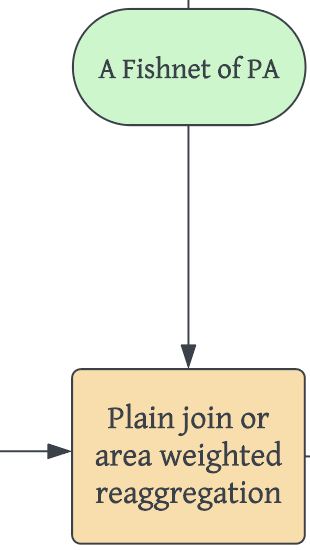 A Fishnet of PA
Plain join or
area weighted
reaggregation